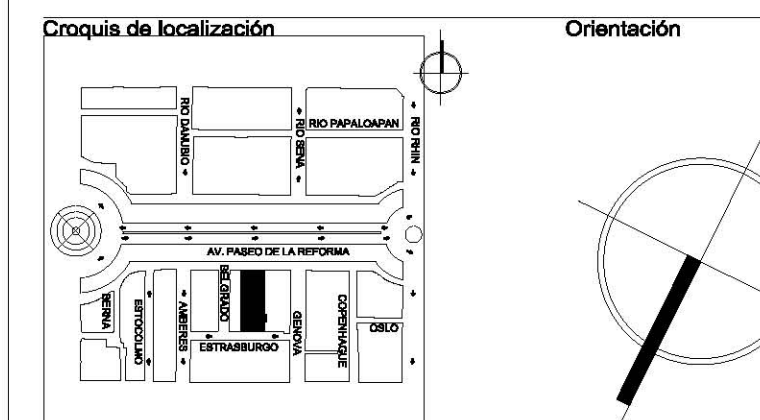 Croquis de localización
Orientación
RIO DANUBIO
RIO SENA
RIO PAPALOAPAN
RIO RHIN
AV. PASEO DE LA REFORMA
BERNA
ESTOCOLMO
AMBERES
BELGRADO
ESTRASBURGO
GENOVA
COPENHAGUE
OSLO